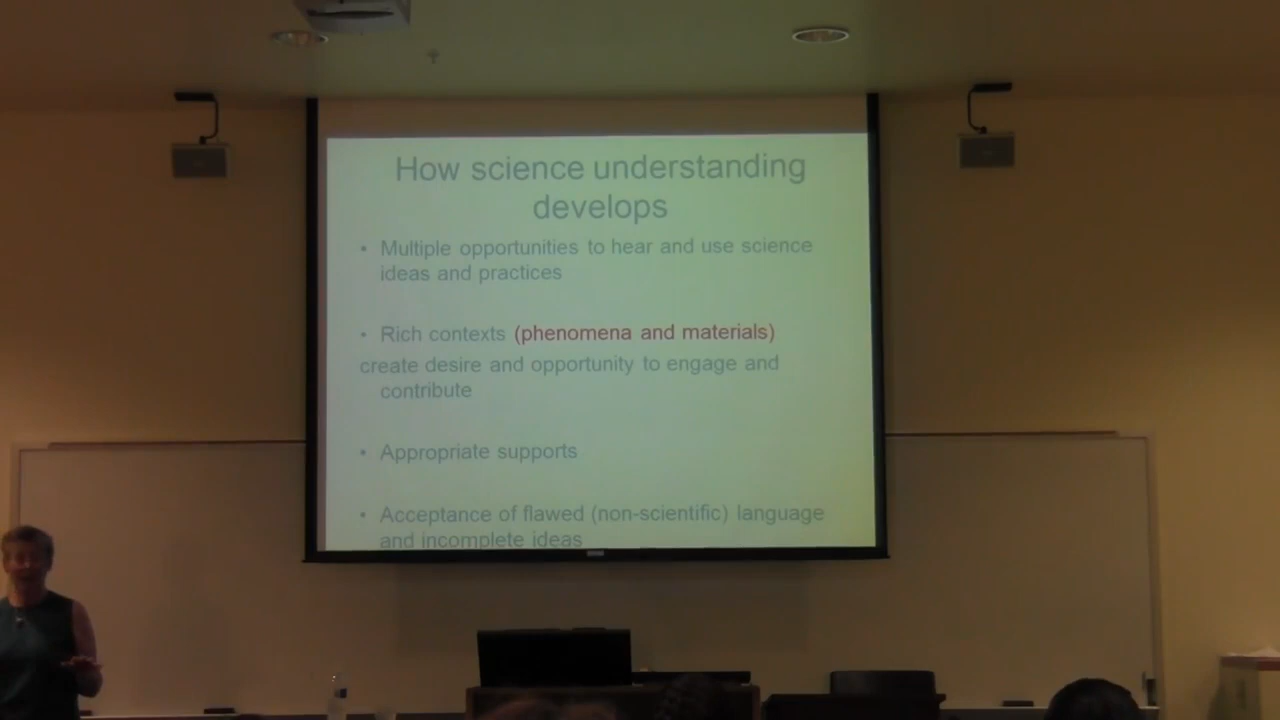 How science understanding
develops
• Multiple opportunities to hear and use science
ideas and practices
• Rich contexts (phenomena and materials)
create desire and opportunity to engage and
contribute
• Appropriate supports
• Acceptance of flawed (non-scientific) language
and incomplete ideas